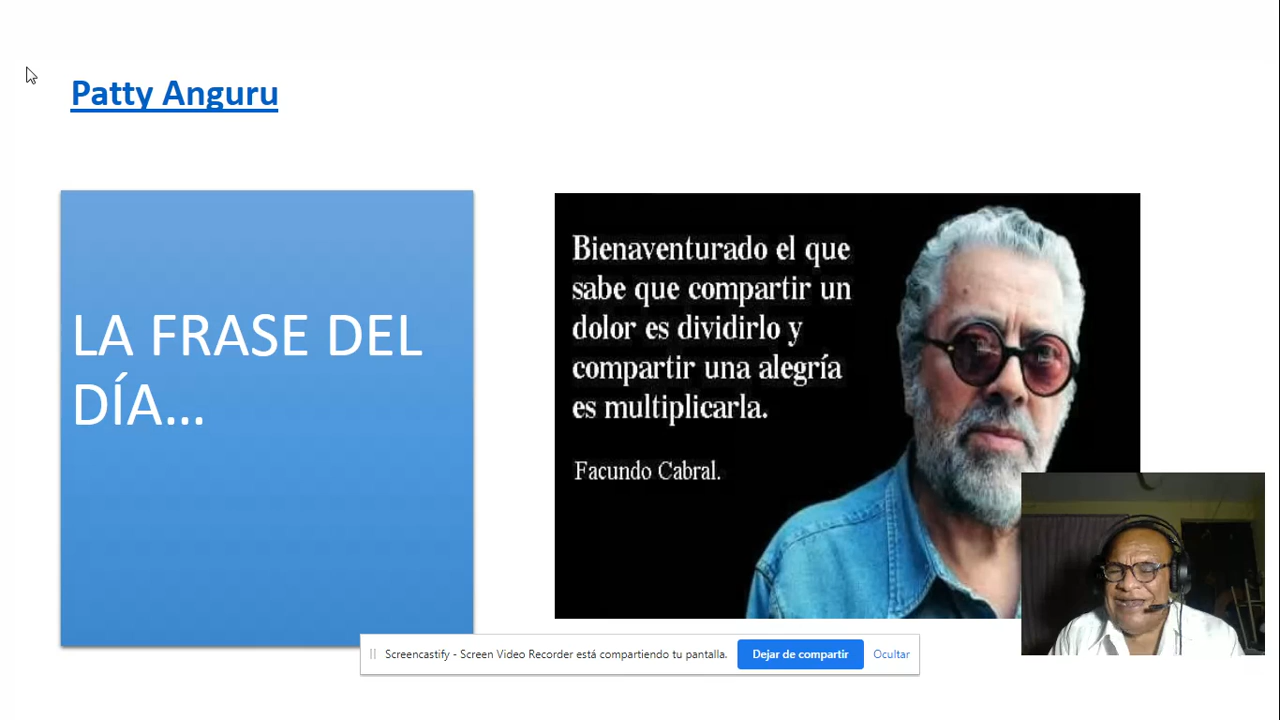 Patty Anguru
LA FRASE DEL
DÍA...
Bienaventurado el que
sabe que compartir un
dolor es dividirlo y
compartir una alegría
es multiplicarla.
Facundo Cabral.
Screencastify - Screen Video Recorder está compartiendo tu pantalla.
Dejar de compartir
Ocultar